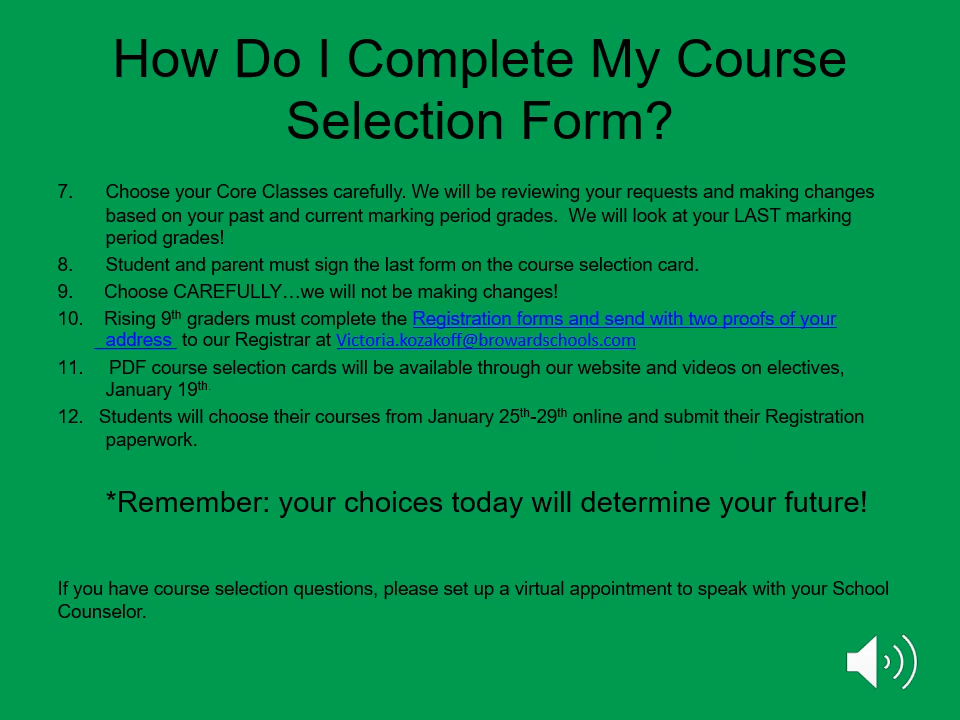 How Do I Complete My Course
Selection Form?
7. Choose your Core Classes carefully. We will be reviewing your requests and making changes
based on your past and current marking period grades.  We will look at your LAST marking
period grades!
8. Student and parent must sign the last form on the course selection card.
9. Choose CAREFULLY…we will not be making changes!
10. Rising 9th graders must complete the Registration forms and send with two proofs of your
address to our Registrar at Victoria.kozakoff@browardschools.com
11. PDF course selection cards will be available through our website and videos on electives,
January 19th.
12. Students will choose their courses from January 25th-29th online and submit their Registration
paperwork.
*Remember: your choices today will determine your future!
If you have course selection questions, please set up a virtual appointment to speak with your School
Counselor.